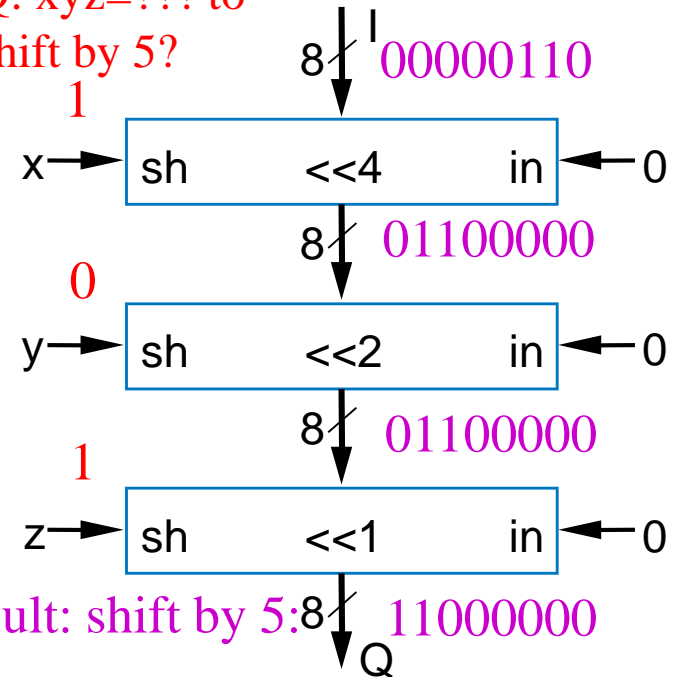 xyz=??? to
shift by 5?
I
8 00000110
1
x sh <<4 in 0
8 01100000
0
y sh <<2 in 0
8 01100000
1
z sh <<1 in 0
ult: shift by 5: 8 11000000
Q